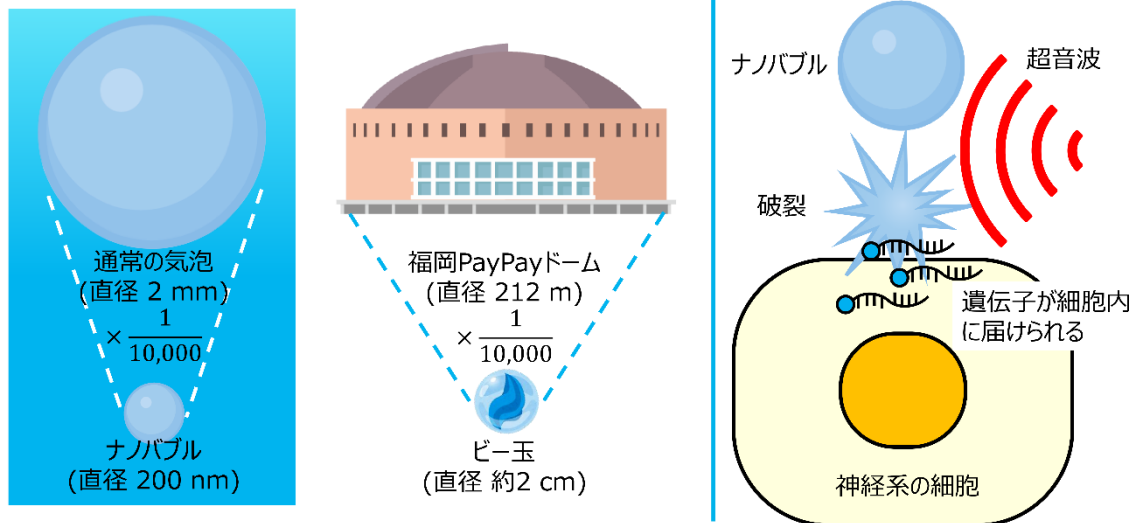 通常の気泡
(直径 2 mm)
× 1/10,000
ナノバブル
(直径 200 nm)
福岡PayPayドーム
(直径 212 m)
× 1/10,000
ビー玉
(直径 約2 cm)
ナノバブル
超音波
破裂
遺伝子が細胞内
に届けられる
神経系の細胞